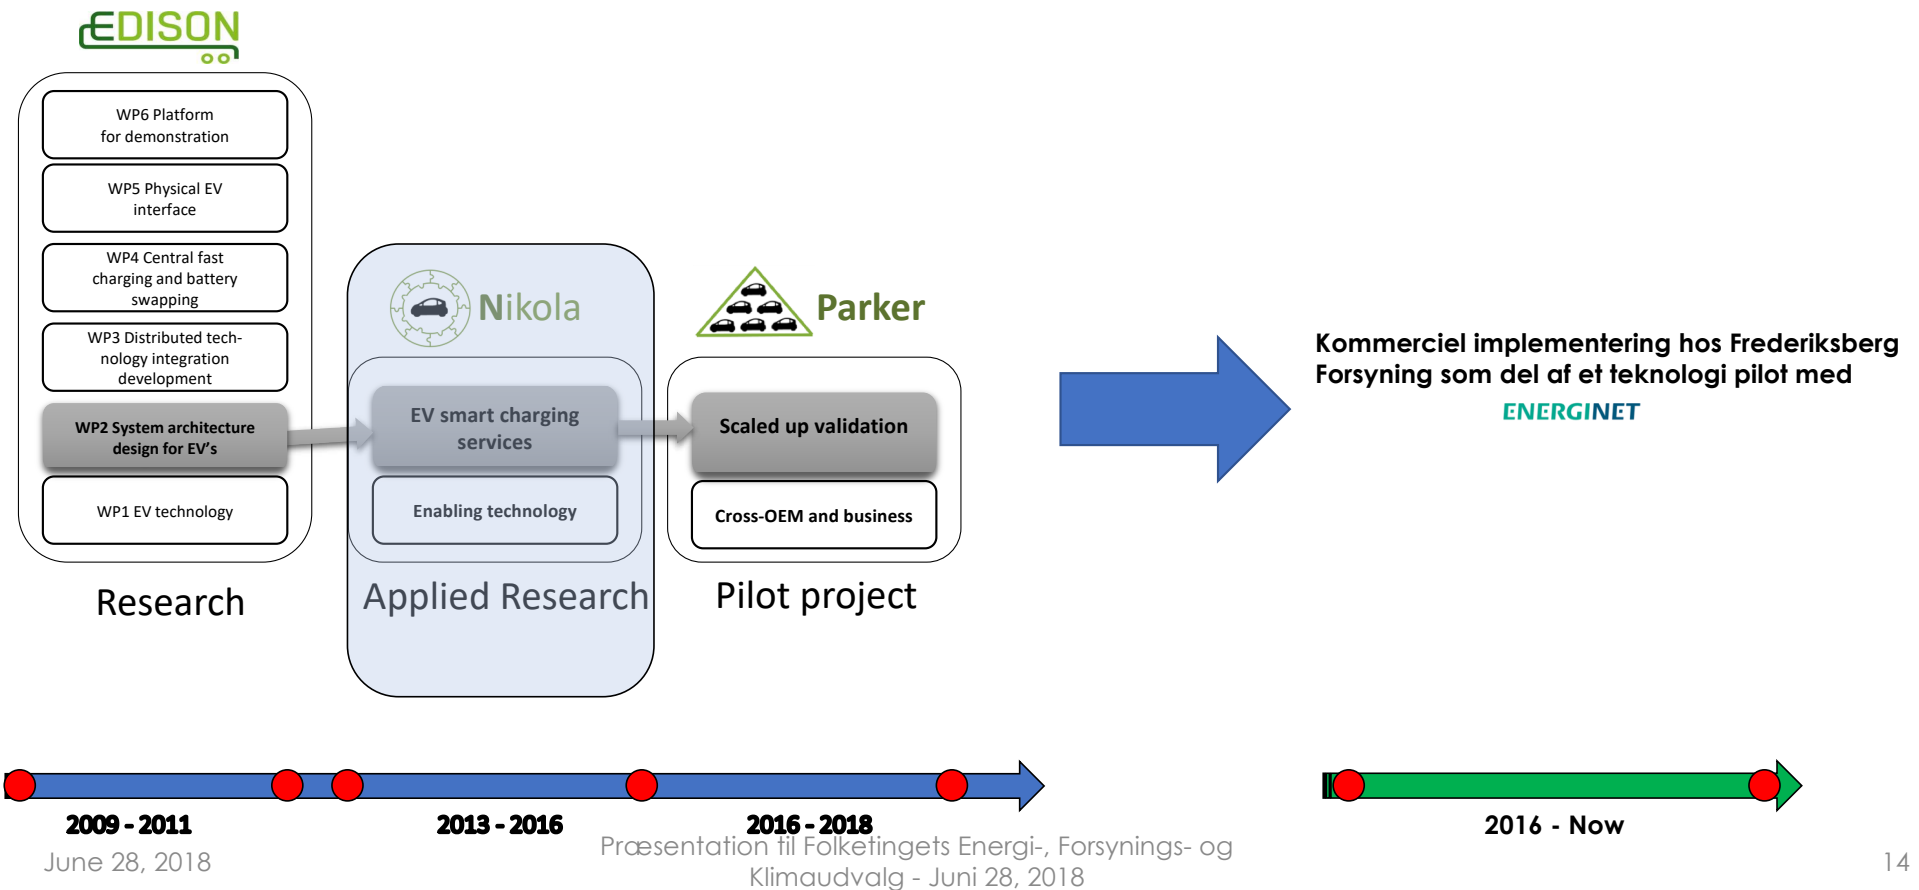 EDISON
WP6 Platform
for demonstration
WP5 Physical EV
interface
WP4 Central fast
charging and battery
swapping
WP3 Distributed tech-
nology integration
development
WP2 System architecture
design for EV's
WP1 EV technology
Research
Nikola
EV smart charging
services
Enabling technology
Applied Research
Parker
Scaled up validation
Cross-OEM and business
Pilot project
Kommerciel implementering hos Frederiksberg
Forsyning som del af et teknologi pilot med
ENERGINET
2009 - 2011
2013 - 2016
2016 - 2018
2016 - Now
June 28, 2018
Præsentation til Folketingets Energi-, Forsynings- og
Klimaudvalg - Juni 28, 2018
14